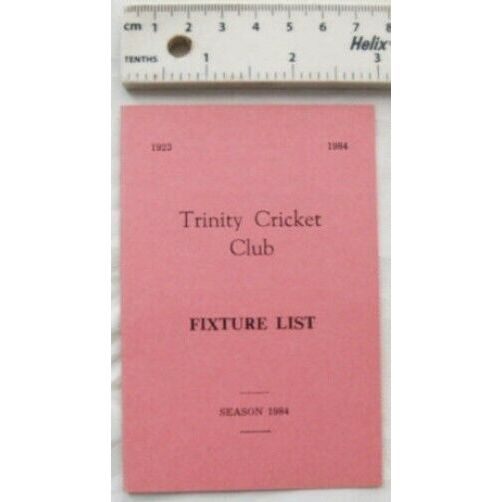 cm 1 2 3 4 5 6 7 8
Helix
TENTHS 1 2 3
1923 1984
Trinity Cricket
Club
FIXTURE LIST
SEASON 1984